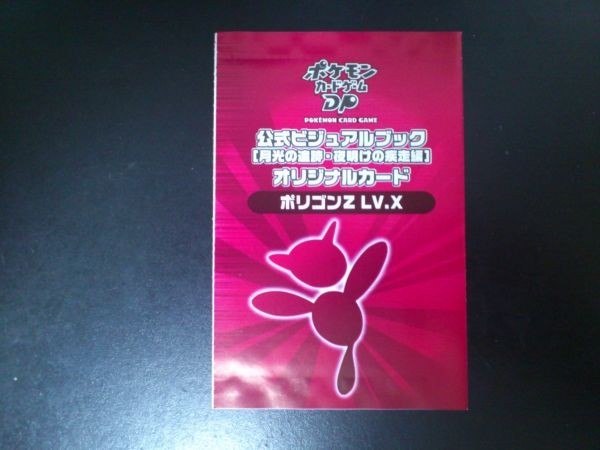 ポケモン
カードゲーム
DP
POKÉMON CARD GAME
公式ビジュアルブック
[月光の追跡・夜明けの疾走編]
オリジナルカード
ポリゴンZ LV.X